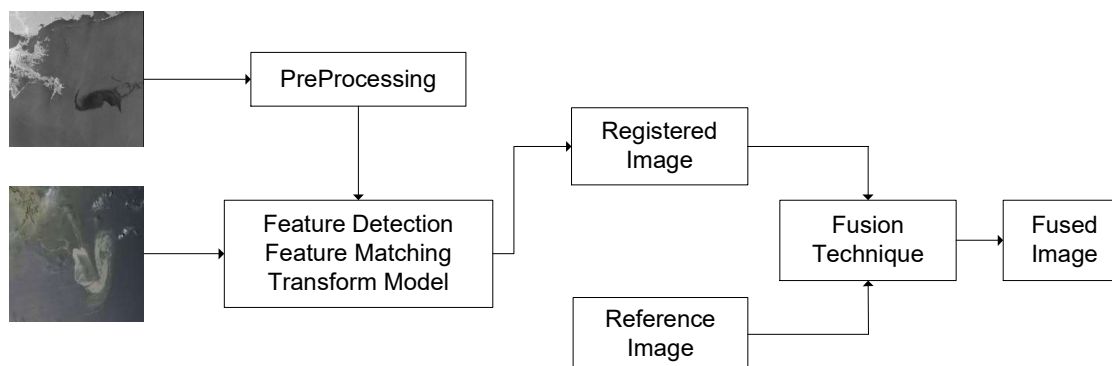 PreProcessing
Feature Detection
Feature Matching
Transform Model
Registered
Image
Reference
Image
Fusion
Technique
Fused
Image